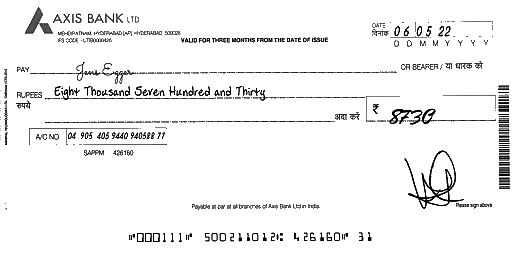 AXIS BANK LTD
MEHDIPATNAM, HYDERABAD [AP] HYDERABAD 500028
IFS CODE - UTIB0000426
VALID FOR THREE MONTHS FROM THE DATE OF ISSUE
DATE
दिनांक 06 05 22
D D M M Y Y Y Y
PAY Jane Egger OR BEARER / या धारक को
RUPEES Eight Thousand Seven Hundred and Thirty
रुपये अदा करें ₹ 8730
A/C NO 04 905 405 9440 940588 77
SAPPM 426160
Payable at par at all branches of Axis Bank Ltd in India.
Please sign above
⑈000111⑈ 500211012⑆ 426160⑈ 31